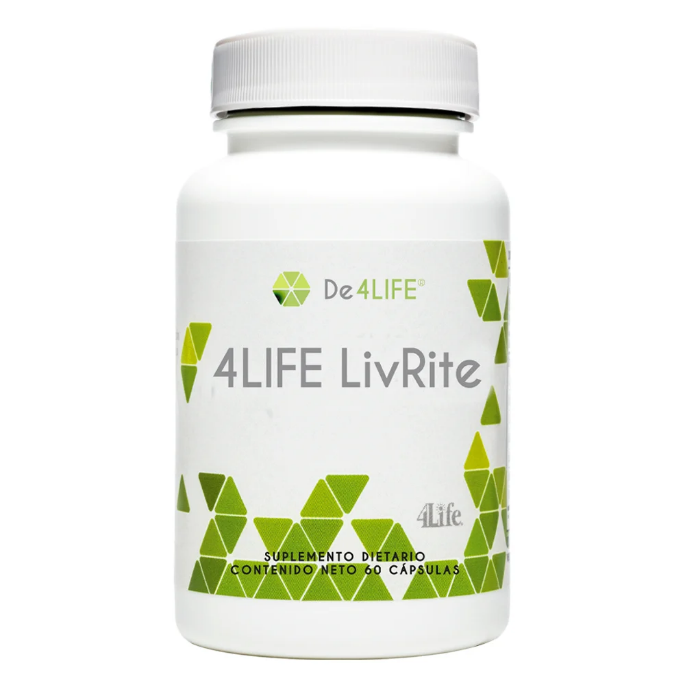 De4LIFE©
4LIFE LivRite
4Life
SUPLEMENTO DIETARIO
CONTENIDO NETO 60 CÁPSULAS